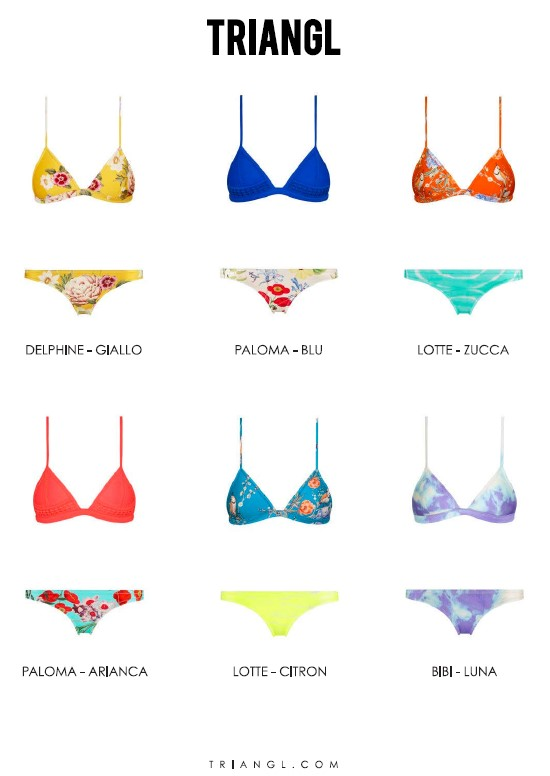 TRIANGL
DELPHINE - GIALLO
PALOMA - BLU
LOTTE - ZUCCA
PALOMA - ARIANCA
LOTTE - CITRON
BIBI - LUNA
TRIANGL.COM